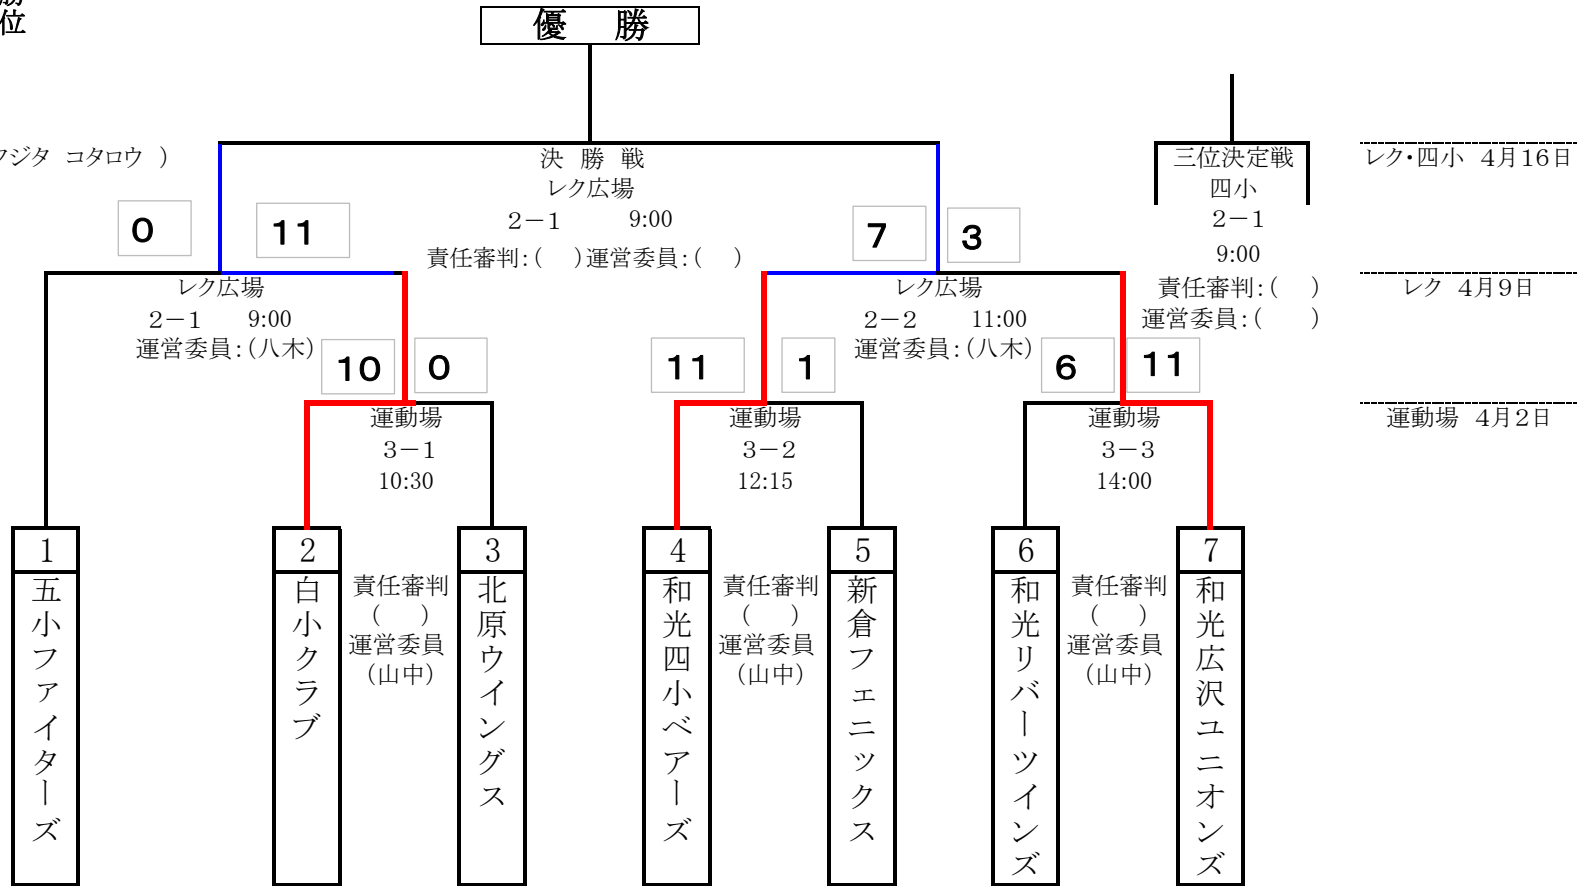 位
優　勝
フジタ コタロウ ）
決 勝 戦
レク広場
２－１ 9:00
責任審判：（ ）運営委員：（ ）
三位決定戦
四小
２－１
9:00
責任審判：（ ）
運営委員：（ ）
レク・四小 ４月１６日
0
11
7
3
レク広場
２－１ 9:00
運営委員：（八木）
レク広場
２－２ 11:00
運営委員：（八木）
レク ４月９日
10
0
11
1
6
11
運動場
３－１
10:30
運動場
３－２
12:15
運動場
３－３
14:00
運動場 ４月２日
1
五小ファイターズ
2
白小クラブ
責任審判
（ ）
運営委員
（山中）
3
北原ウイングス
4
和光四小ベアーズ
責任審判
（ ）
運営委員
（山中）
5
新倉フェニックス
6
和光リバーツインズ
責任審判
（ ）
運営委員
（山中）
7
和光広沢ユニオンズ